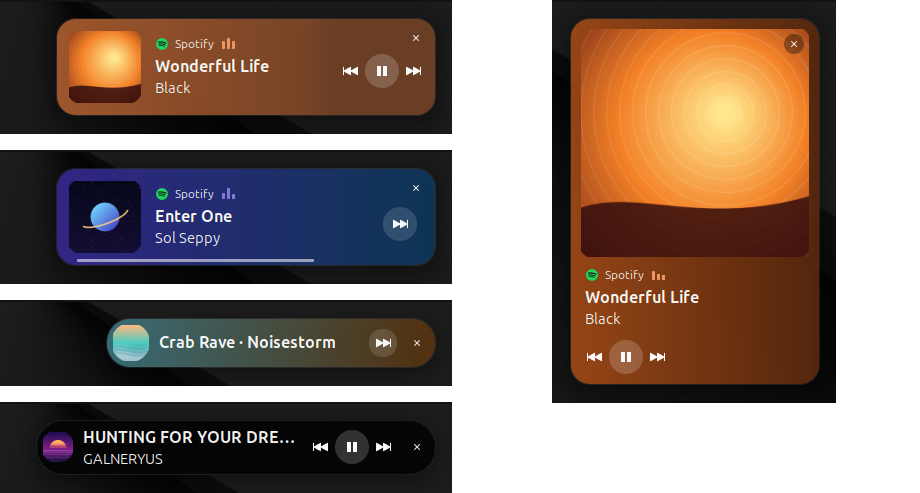 Spotify
Wonderful Life
Black
Spotify
Enter One
Sol Seppy
Crab Rave · Noisestorm
HUNTING FOR YOUR DRE...
GALNERYUS
Spotify
Wonderful Life
Black